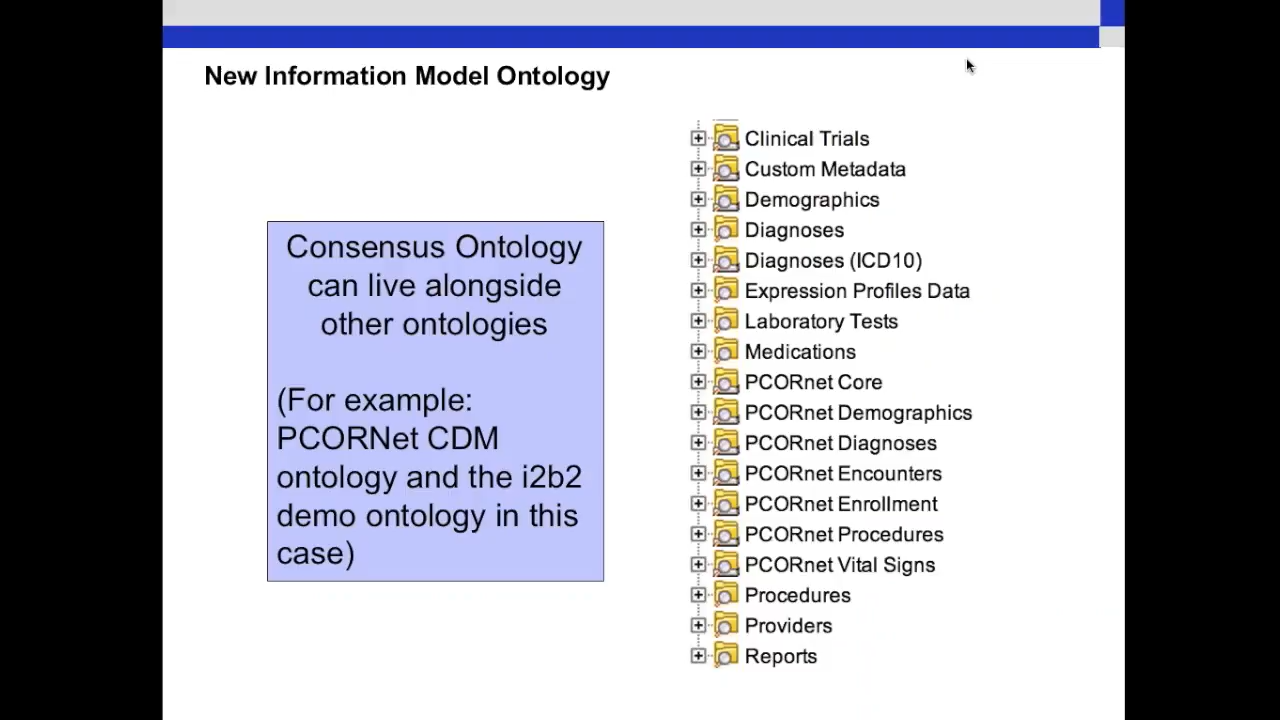 New Information Model Ontology
Consensus Ontology
can live alongside
other ontologies
(For example:
PCORNet CDM
ontology and the i2b2
demo ontology in this
case)
Clinical Trials
Custom Metadata
Demographics
Diagnoses
Diagnoses (ICD10)
Expression Profiles Data
Laboratory Tests
Medications
PCORnet Core
PCORnet Demographics
PCORnet Diagnoses
PCORnet Encounters
PCORnet Enrollment
PCORnet Procedures
PCORnet Vital Signs
Procedures
Providers
Reports